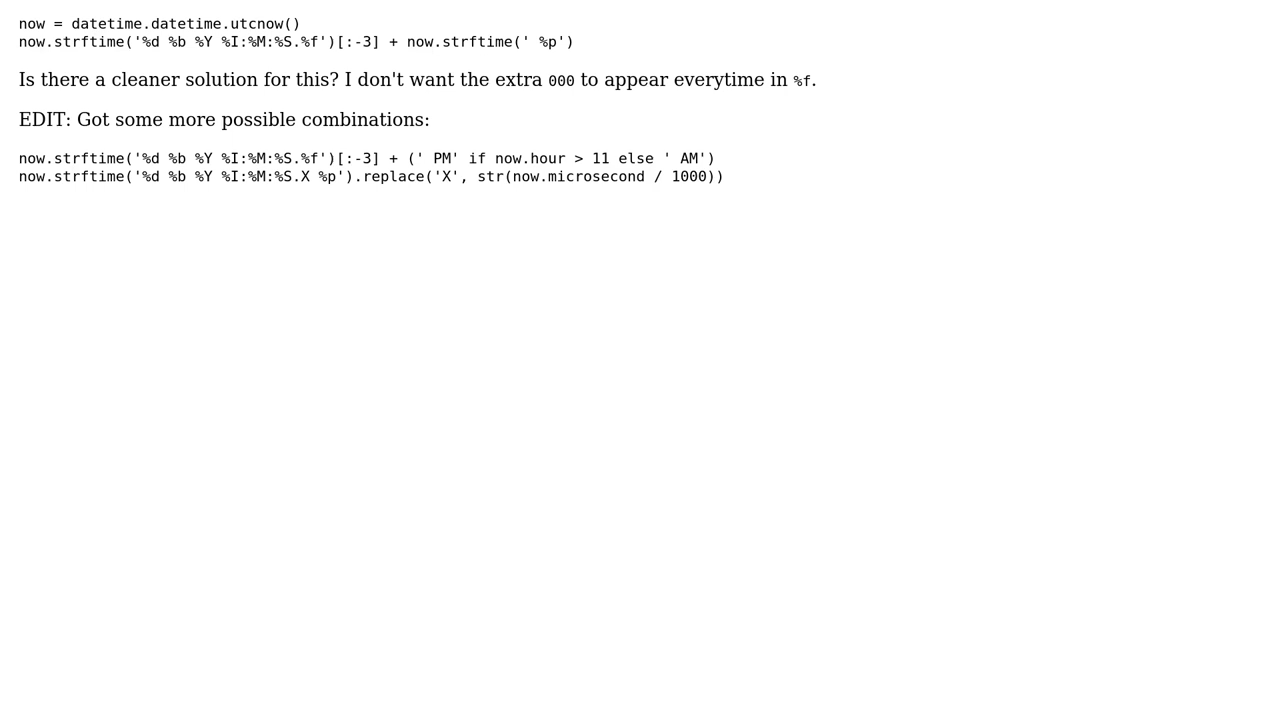 now = datetime.datetime.utcnow()
now.strftime('%d %b %Y %I:%M:%S.%f')[:-3] + now.strftime(' %p')
Is there a cleaner solution for this? I don't want the extra 000 to appear everytime in %f.
EDIT: Got some more possible combinations:
now.strftime('%d %b %Y %I:%M:%S.%f')[:-3] + (' PM' if now.hour > 11 else ' AM')
now.strftime('%d %b %Y %I:%M:%S.X %p').replace('X', str(now.microsecond / 1000))